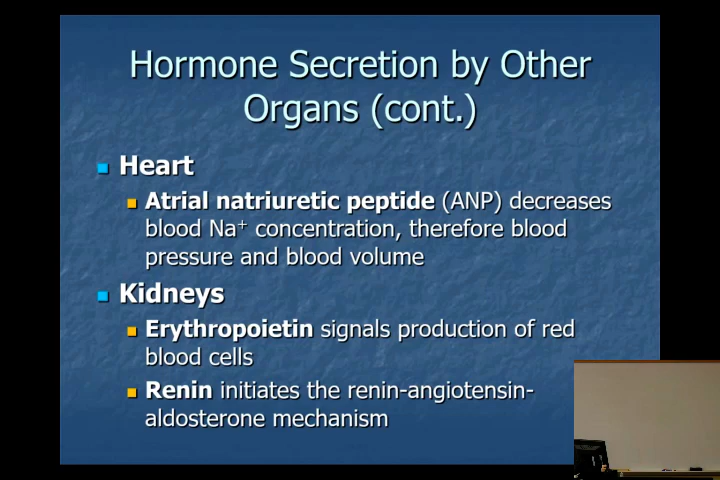 Hormone Secretion by Other
Organs (cont.)
Heart
Atrial natriuretic peptide (ANP) decreases
blood Na⁺ concentration, therefore blood
pressure and blood volume
Kidneys
Erythropoietin signals production of red
blood cells
Renin initiates the renin-angiotensin-
aldosterone mechanism